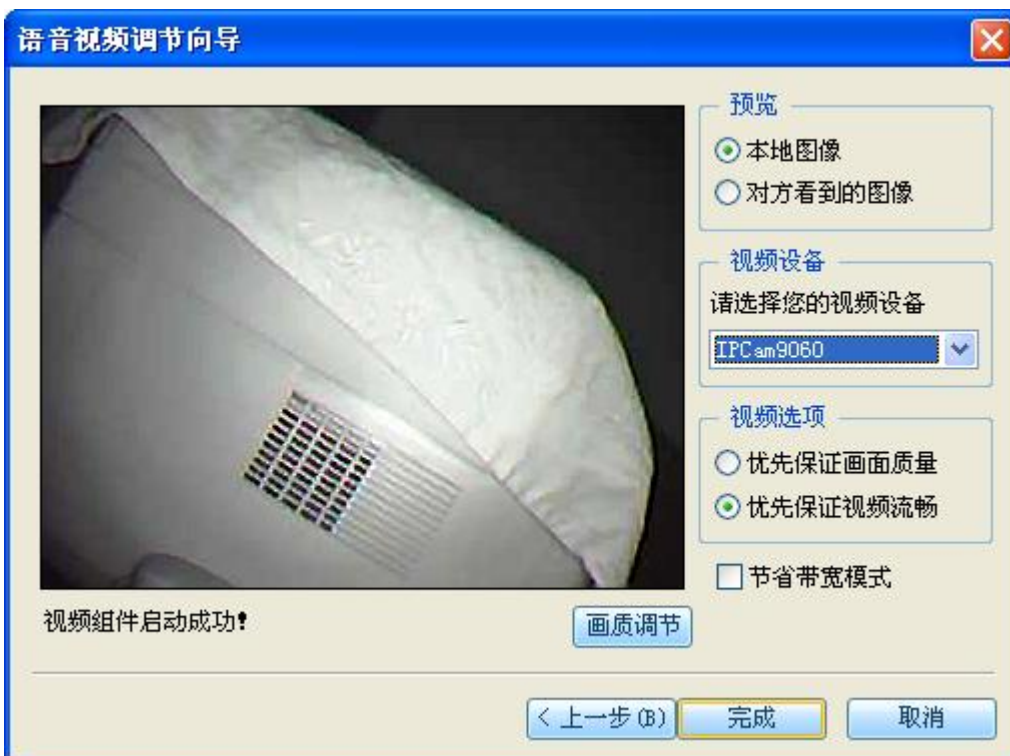 语音视频调节向导
预览
本地图像
对方看到的图像
视频设备
请选择您的视频设备
IPCam9060
视频选项
优先保证画面质量
优先保证视频流畅
节省带宽模式
视频组件启动成功!
画质调节
< 上一步(B)
完成
取消